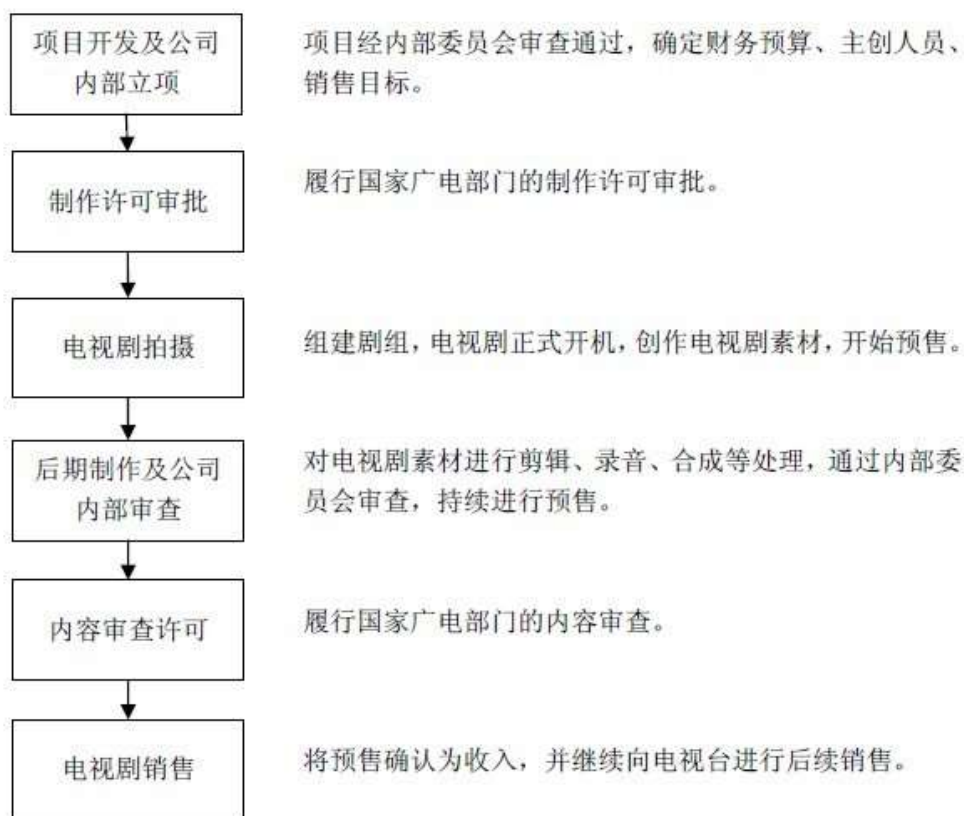 项目开发及公司
内部立项
项目经内部委员会审查通过，确定财务预算、主创人员、
销售目标。
制作许可审批
履行国家广电部门的制作许可审批。
电视剧拍摄
组建剧组，电视剧正式开机，创作电视剧素材，开始预售。
后期制作及公司
内部审查
对电视剧素材进行剪辑、录音、合成等处理，通过内部委
员会审查，持续进行预售。
内容审查许可
履行国家广电部门的内容审查。
电视剧销售
将预售确认为收入，并继续向电视台进行后续销售。